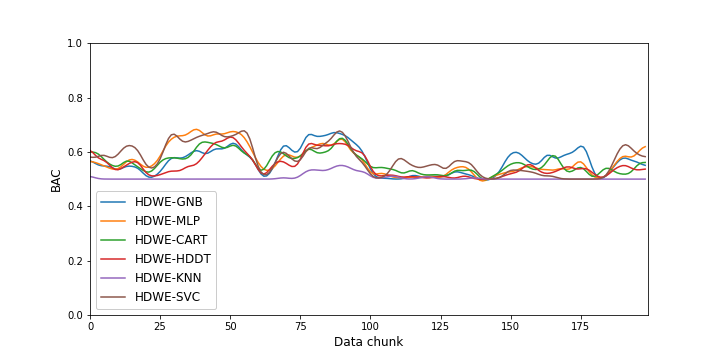 1.0
0.8
0.6
0.4
0.2
0.0
BAC
HDWE-GNB
HDWE-MLP
HDWE-CART
HDWE-HDDT
HDWE-KNN
HDWE-SVC
0 25 50 75 100 125 150 175
Data chunk